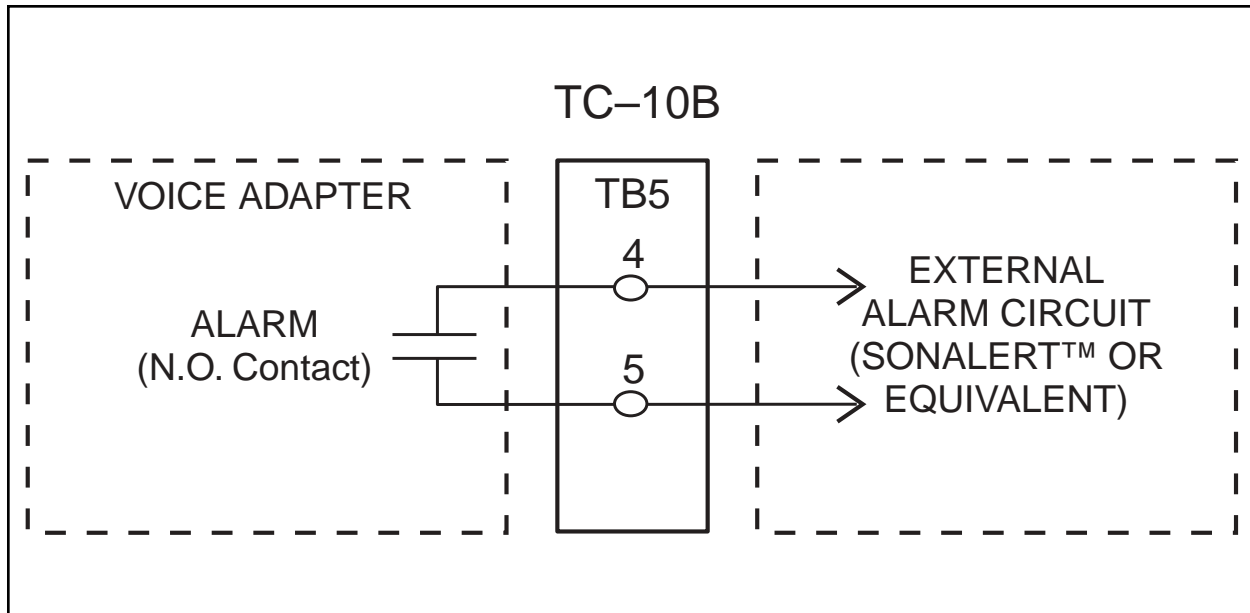 TC–10B
VOICE ADAPTER
ALARM
(N.O. Contact)
TB5
4
5
EXTERNAL
ALARM CIRCUIT
(SONALERT™ OR
EQUIVALENT)